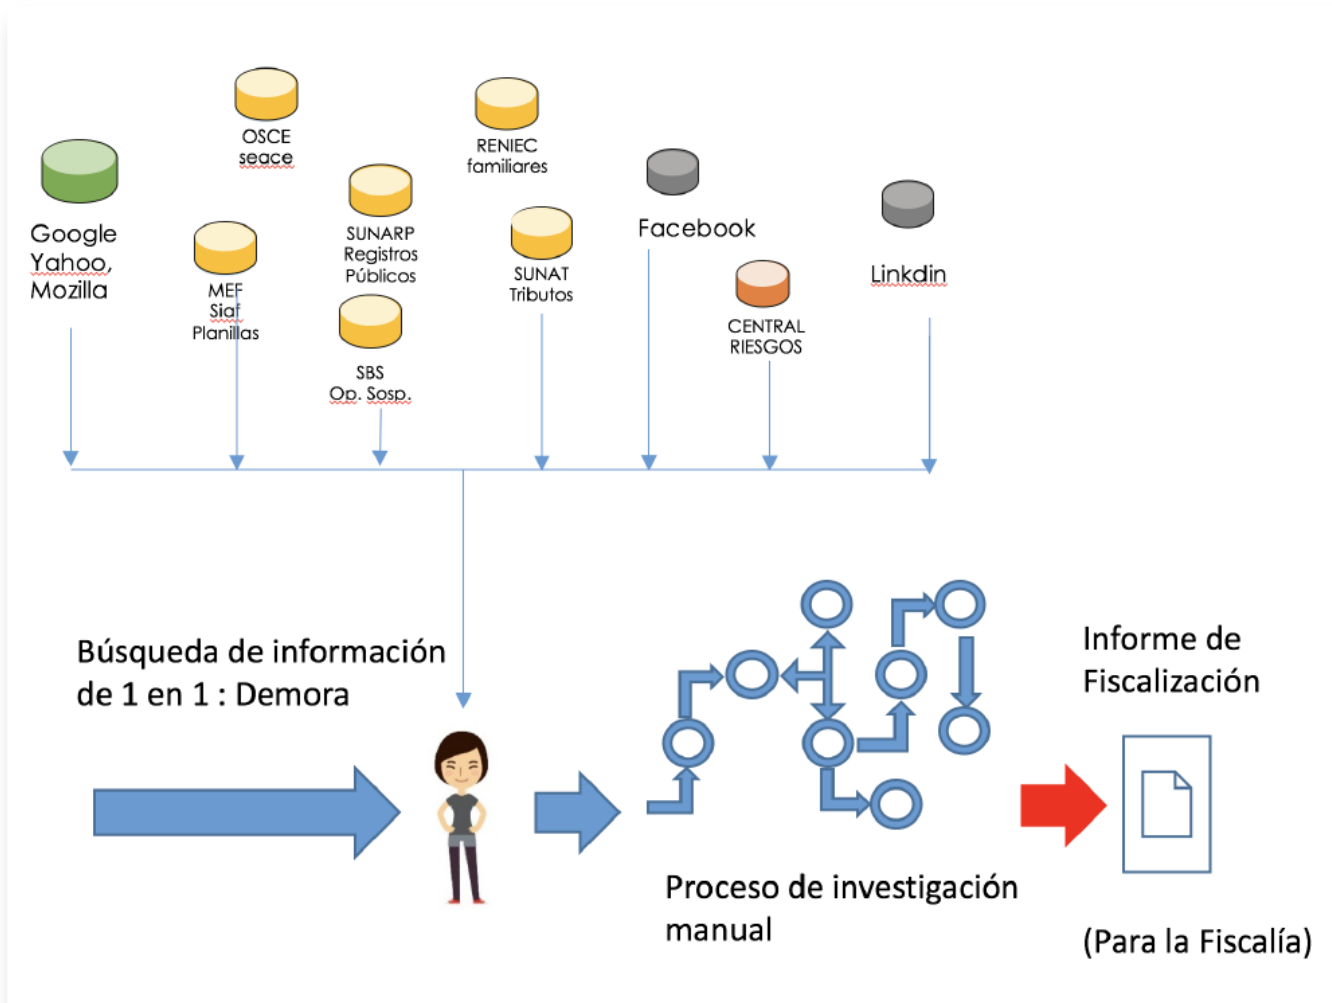 OSCE
seace
RENIEC
familiares
Google
Yahoo,
Mozilla
MEF
Siaf
Planillas
SUNARP
Registros
Públicos
SBS
Op. Sosp.
SUNAT
Tributos
Facebook
CENTRAL
RIESGOS
Linkdin
Búsqueda de información
de 1 en 1 : Demora
Proceso de investigación
manual
Informe de
Fiscalización
(Para la Fiscalía)